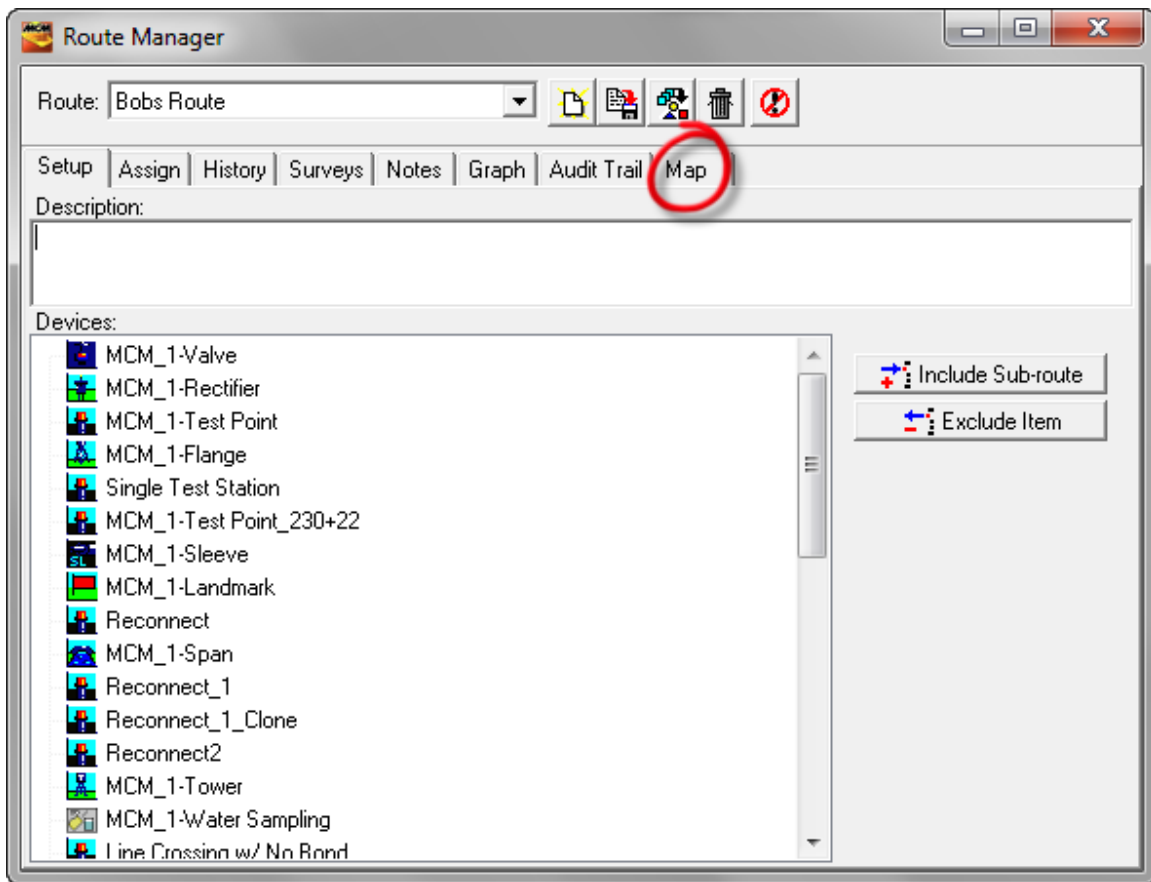 MCM
Route Manager
Route: Bobs Route
Setup Assign History Surveys Notes Graph Audit Trail Map
Description:
Devices:
MCM_1-Valve
MCM_1-Rectifier
MCM_1-Test Point
MCM_1-Flange
Single Test Station
MCM_1-Test Point_230+22
SL MCM_1-Sleeve
MCM_1-Landmark
Reconnect
MCM_1-Span
Reconnect_1
Reconnect_1_Clone
Reconnect2
MCM_1-Tower
MCM_1-Water Sampling
Line Crossing w/ No Bond
Include Sub-route
Exclude Item